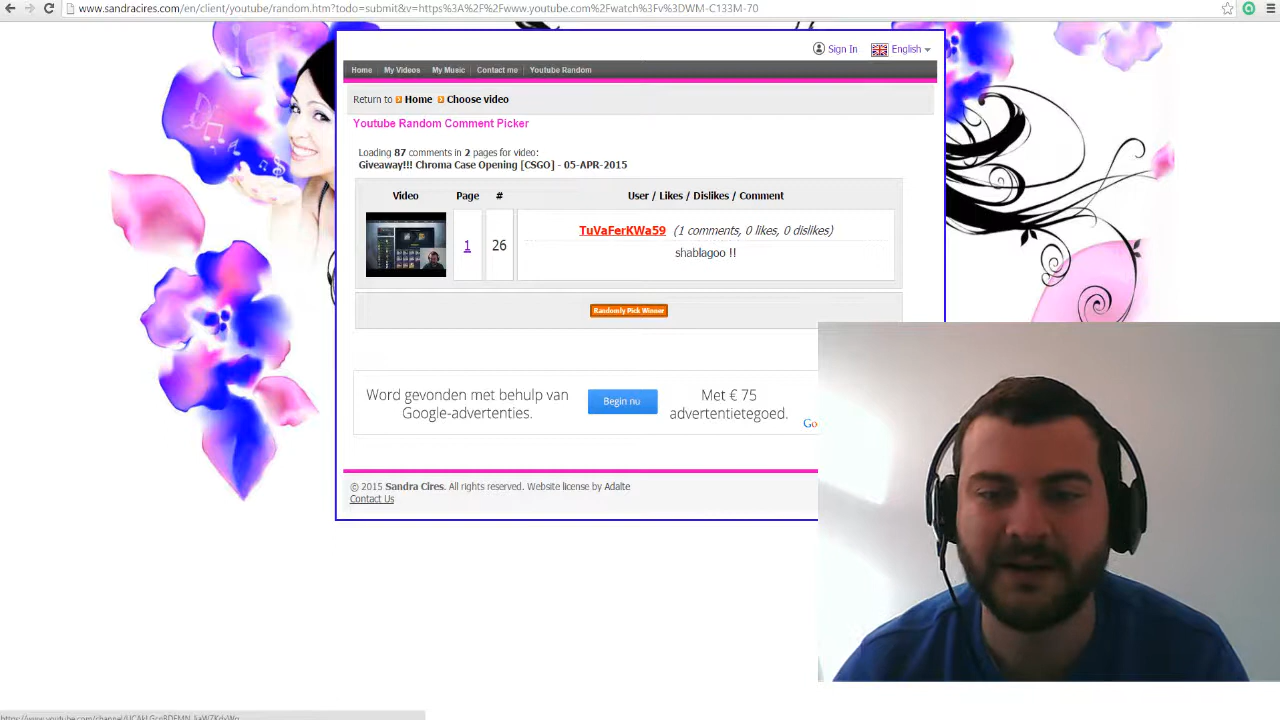 www.sandracires.com/en/client/youtube/random.htm?todo=submit&v=https%3A%2F%2Fwww.youtube.com%2Fwatch%3Fv%3DWM-C133M-70
Sign In English
Home My Videos My Music Contact me Youtube Random
Return to Home Choose video
Youtube Random Comment Picker
Loading 87 comments in 2 pages for video:
Giveaway!!! Chroma Case Opening [CSGO] - 05-APR-2015
Video Page # User / Likes / Dislikes / Comment
TuVaFerKWa59 (1 comments, 0 likes, 0 dislikes)
1 26
shablagoo !!
Randomly Pick Winner
Word gevonden met behulp van
Google-advertenties.
Begin nu
Met € 75
advertentietegoed.
Go
© 2015 Sandra Cires. All rights reserved. Website license by Adalte
Contact Us